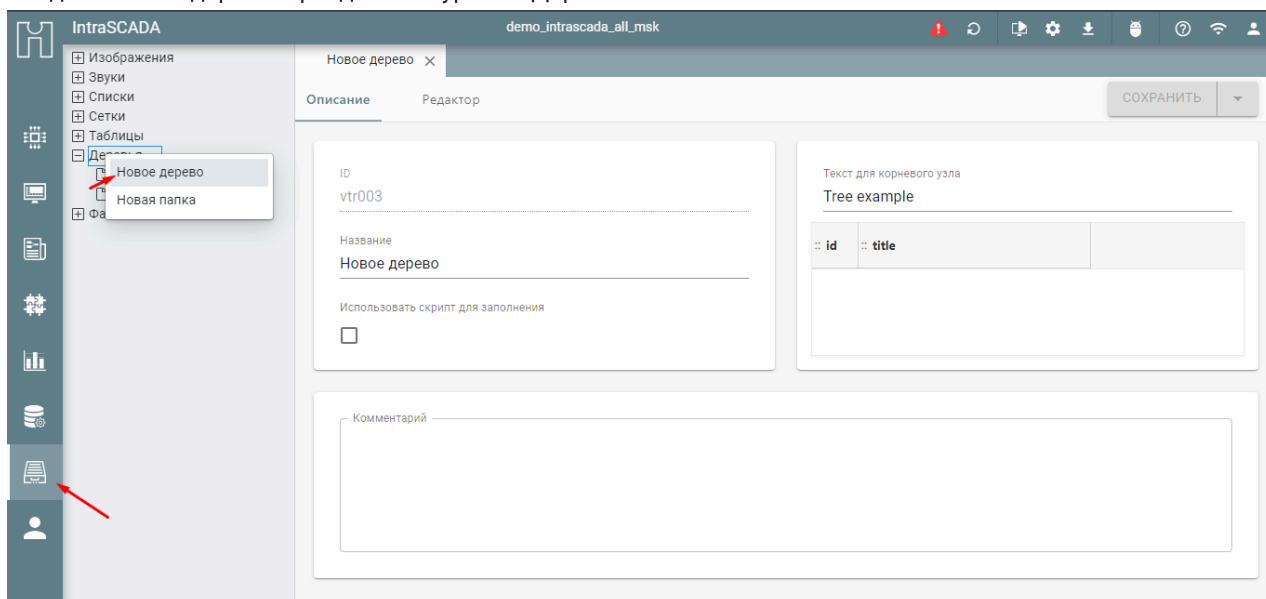 IntraSCADA
demo_intrascada_all_msk
Изображения
Звуки
Списки
Сетки
Таблицы
Новое дерево
Новая папка
Новое дерево
Описание
Редактор
СОХРАНИТЬ
ID
vtr003
Название
Новое дерево
Использовать скрипт для заполнения
Текст для корневого узла
Tree example
id
title
Комментарий